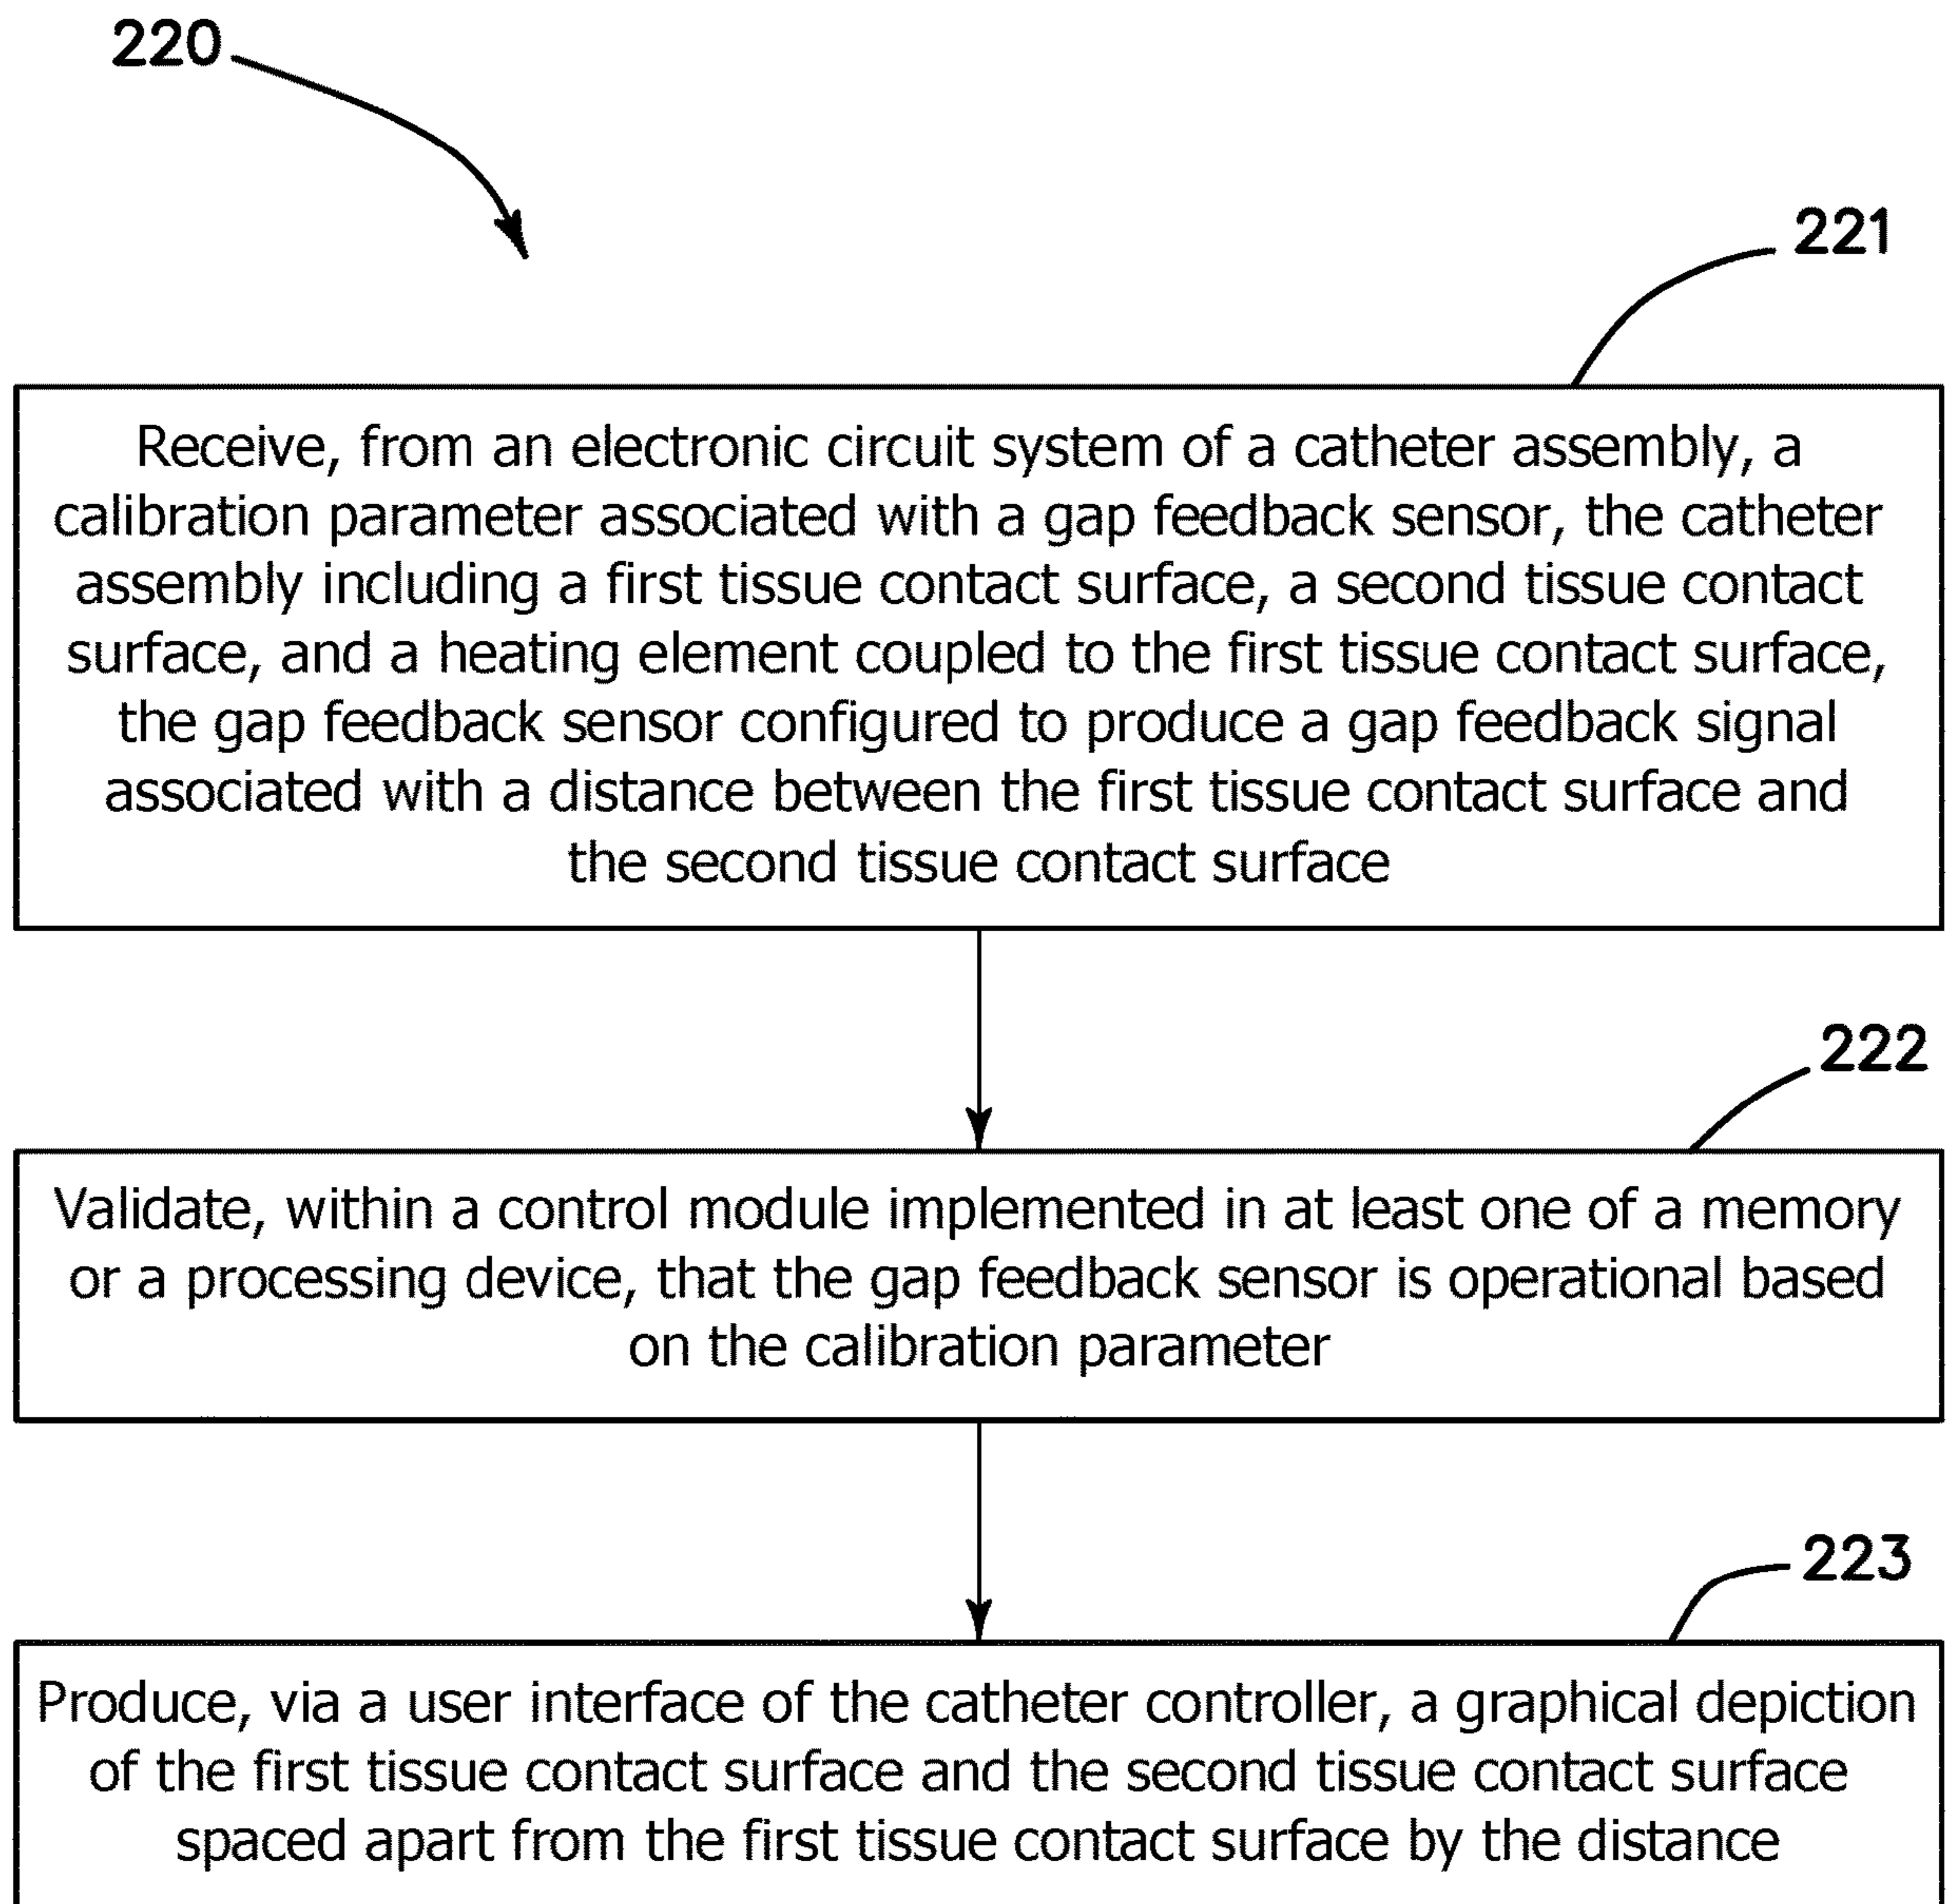 220
221
Receive, from an electronic circuit system of a catheter assembly, a
calibration parameter associated with a gap feedback sensor, the catheter
assembly including a first tissue contact surface, a second tissue contact
surface, and a heating element coupled to the first tissue contact surface,
the gap feedback sensor configured to produce a gap feedback signal
associated with a distance between the first tissue contact surface and
the second tissue contact surface
222
Validate, within a control module implemented in at least one of a memory
or a processing device, that the gap feedback sensor is operational based
on the calibration parameter
223
Produce, via a user interface of the catheter controller, a graphical depiction
of the first tissue contact surface and the second tissue contact surface
spaced apart from the first tissue contact surface by the distance